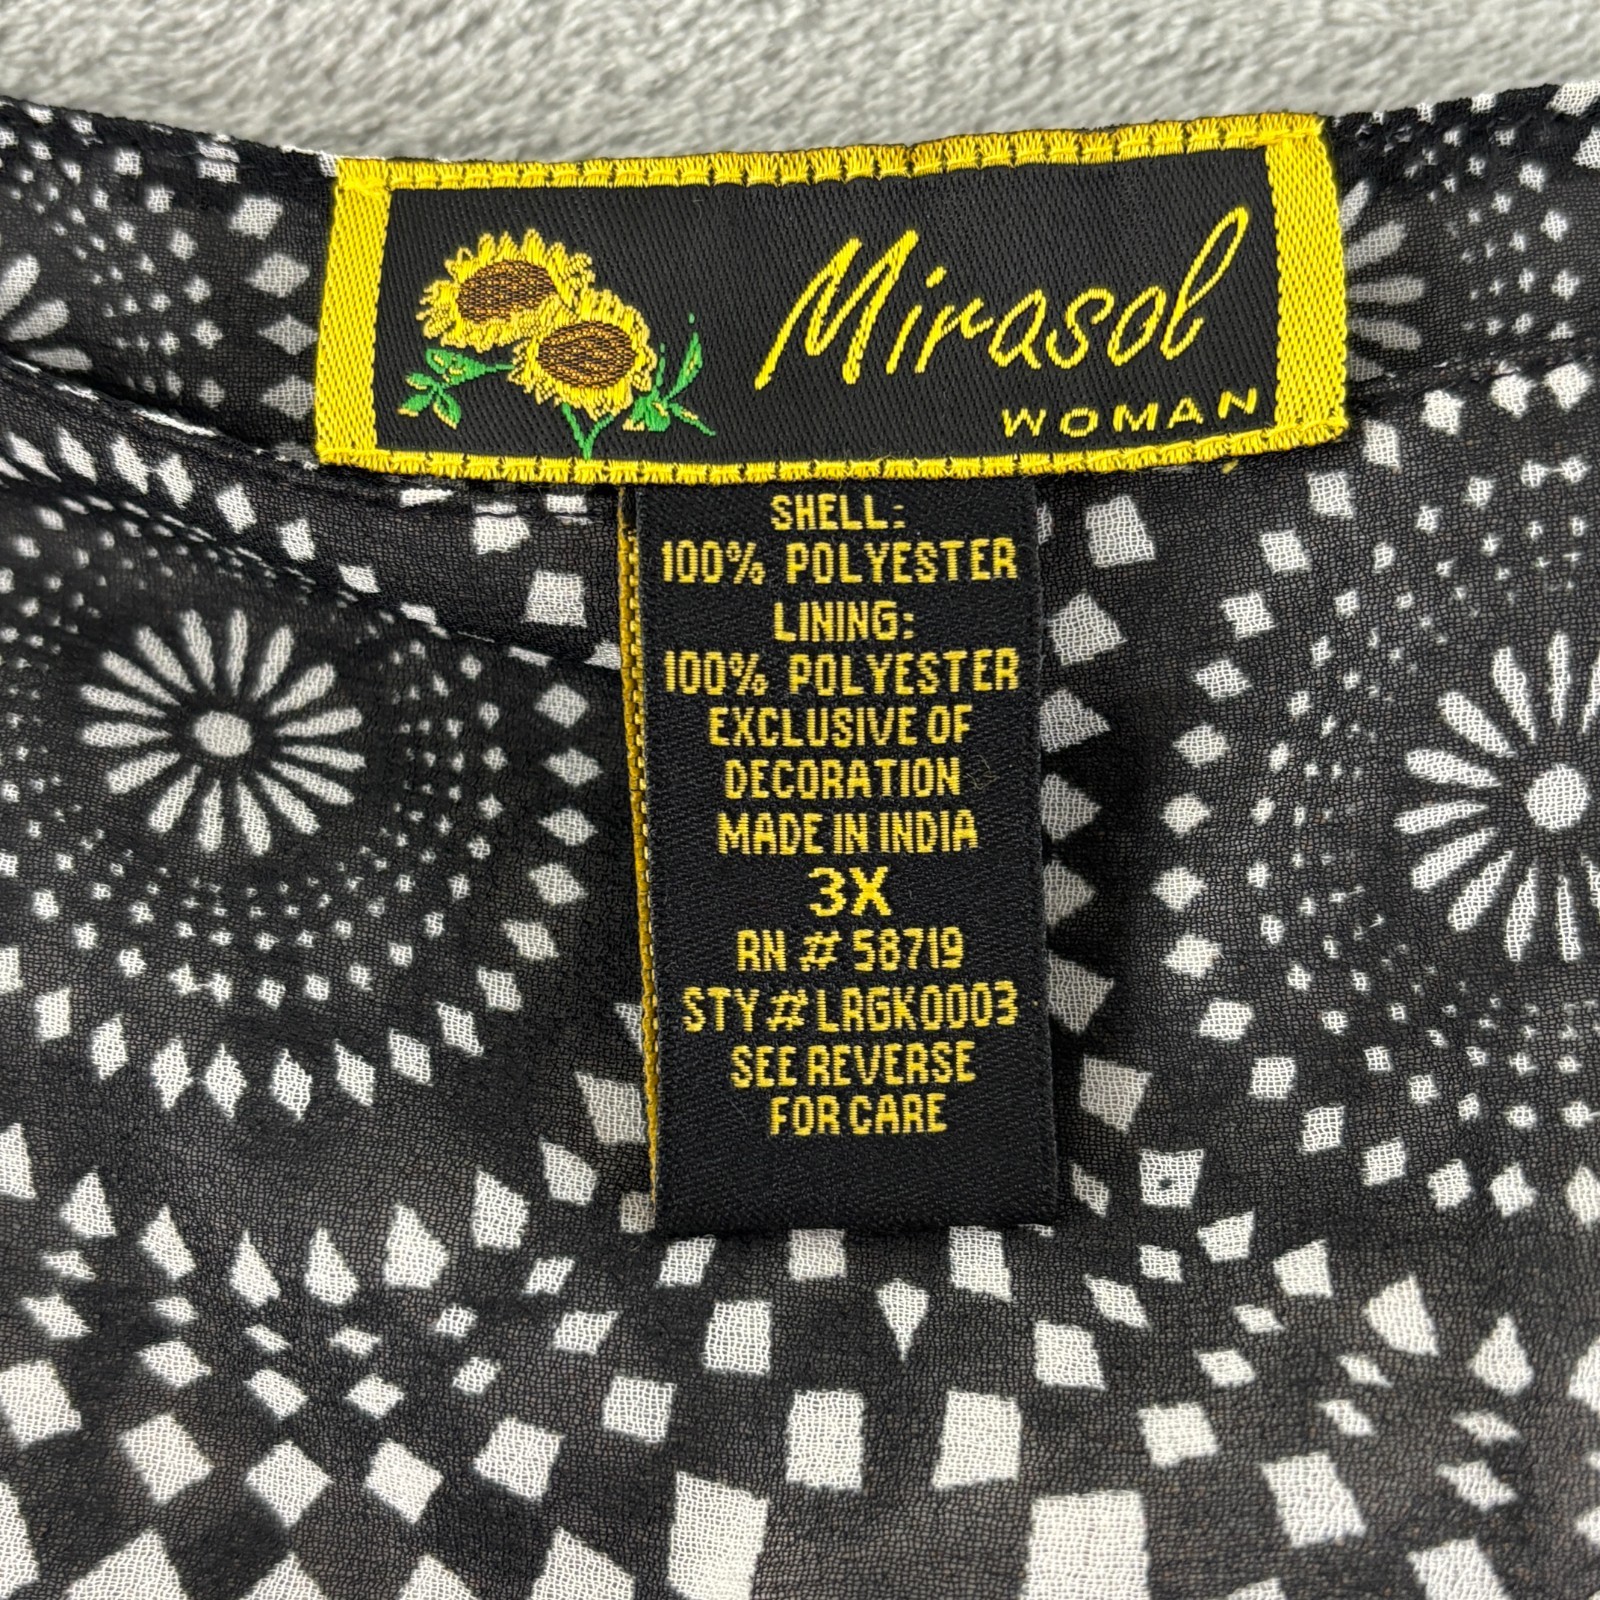 Mirasol
WOMAN
SHELL:
100% POLYESTER
LINING:
100% POLYESTER
EXCLUSIVE OF
DECORATION
MADE IN INDIA
3X
RN # 58719
STY # LRGK0003
SEE REVERSE
FOR CARE